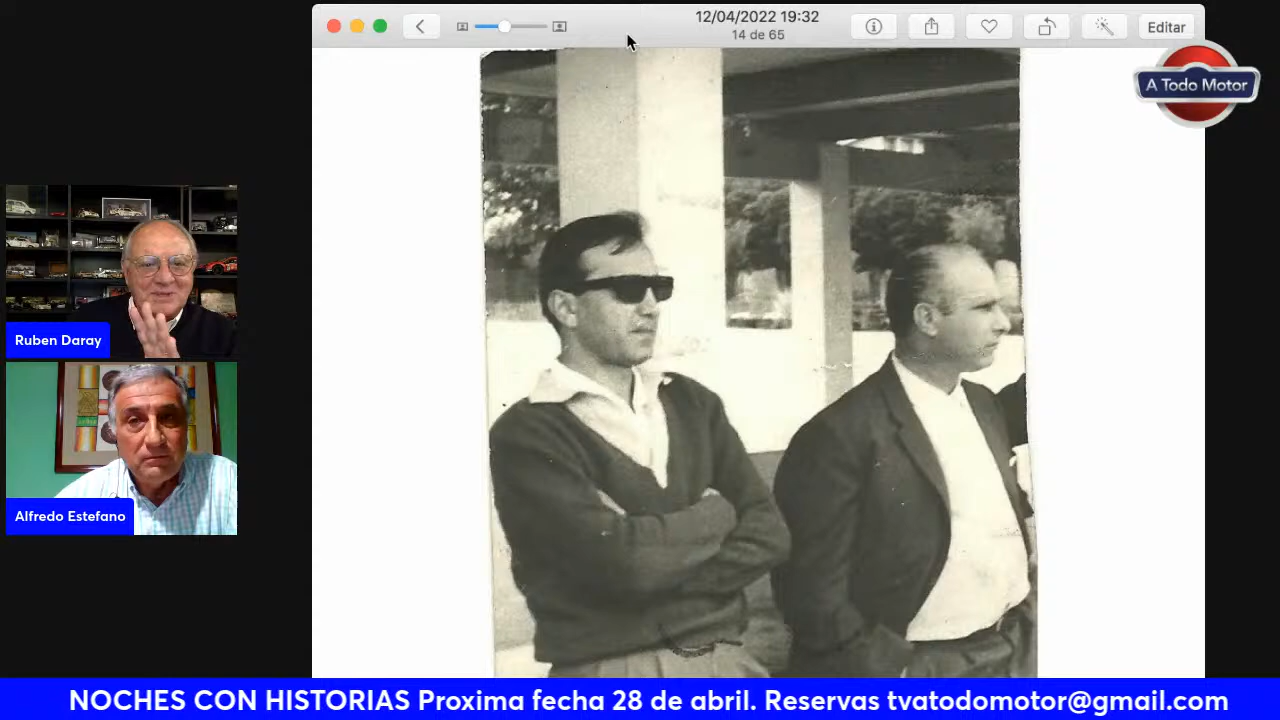 12/04/2022 19:32
14 de 65
Editar
A Todo Motor
Ruben Daray
Alfredo Estefano
NOCHES CON HISTORIAS Proxima fecha 28 de abril. Reservas tvatodomotor@gmail.com